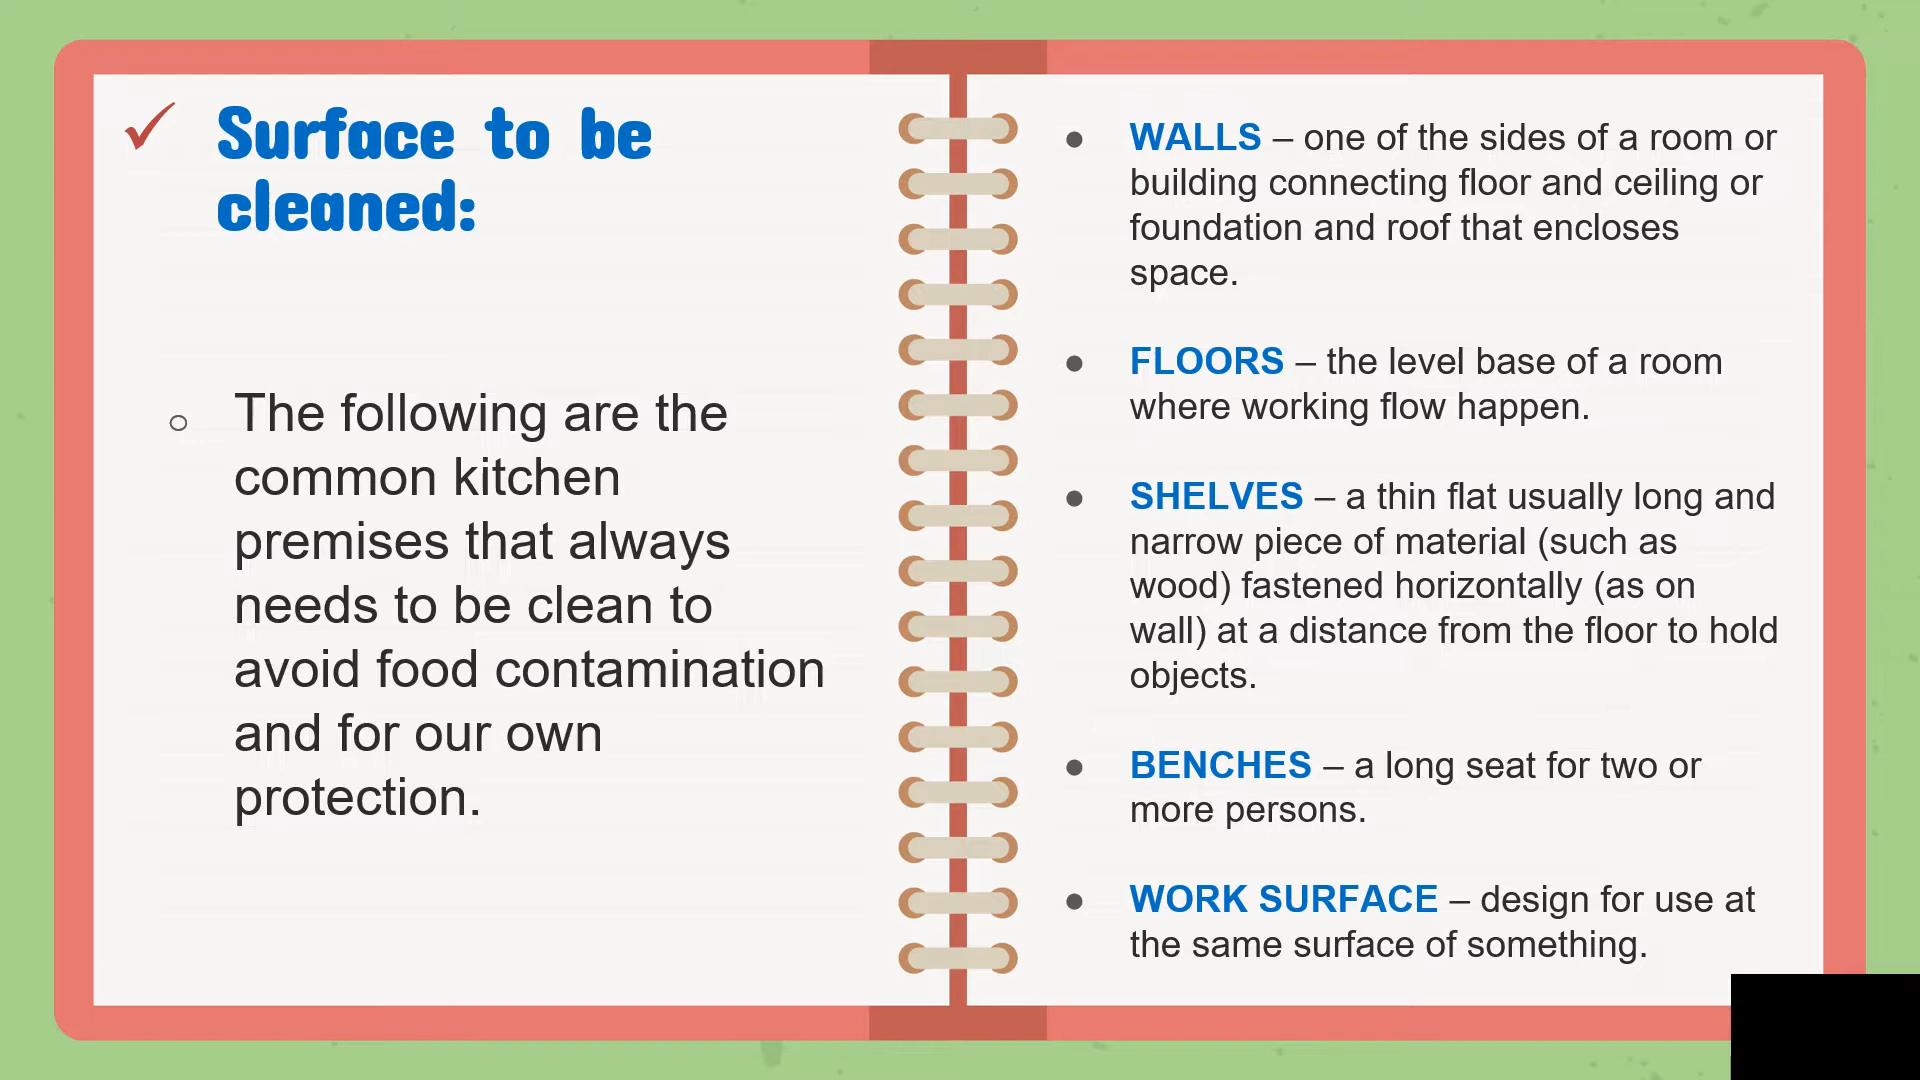 Surface to be
cleaned:
The following are the
common kitchen
premises that always
needs to be clean to
avoid food contamination
and for our own
protection.
WALLS – one of the sides of a room or
building connecting floor and ceiling or
foundation and roof that encloses
space.
FLOORS – the level base of a room
where working flow happen.
SHELVES – a thin flat usually long and
narrow piece of material (such as
wood) fastened horizontally (as on
wall) at a distance from the floor to hold
objects.
BENCHES – a long seat for two or
more persons.
WORK SURFACE – design for use at
the same surface of something.